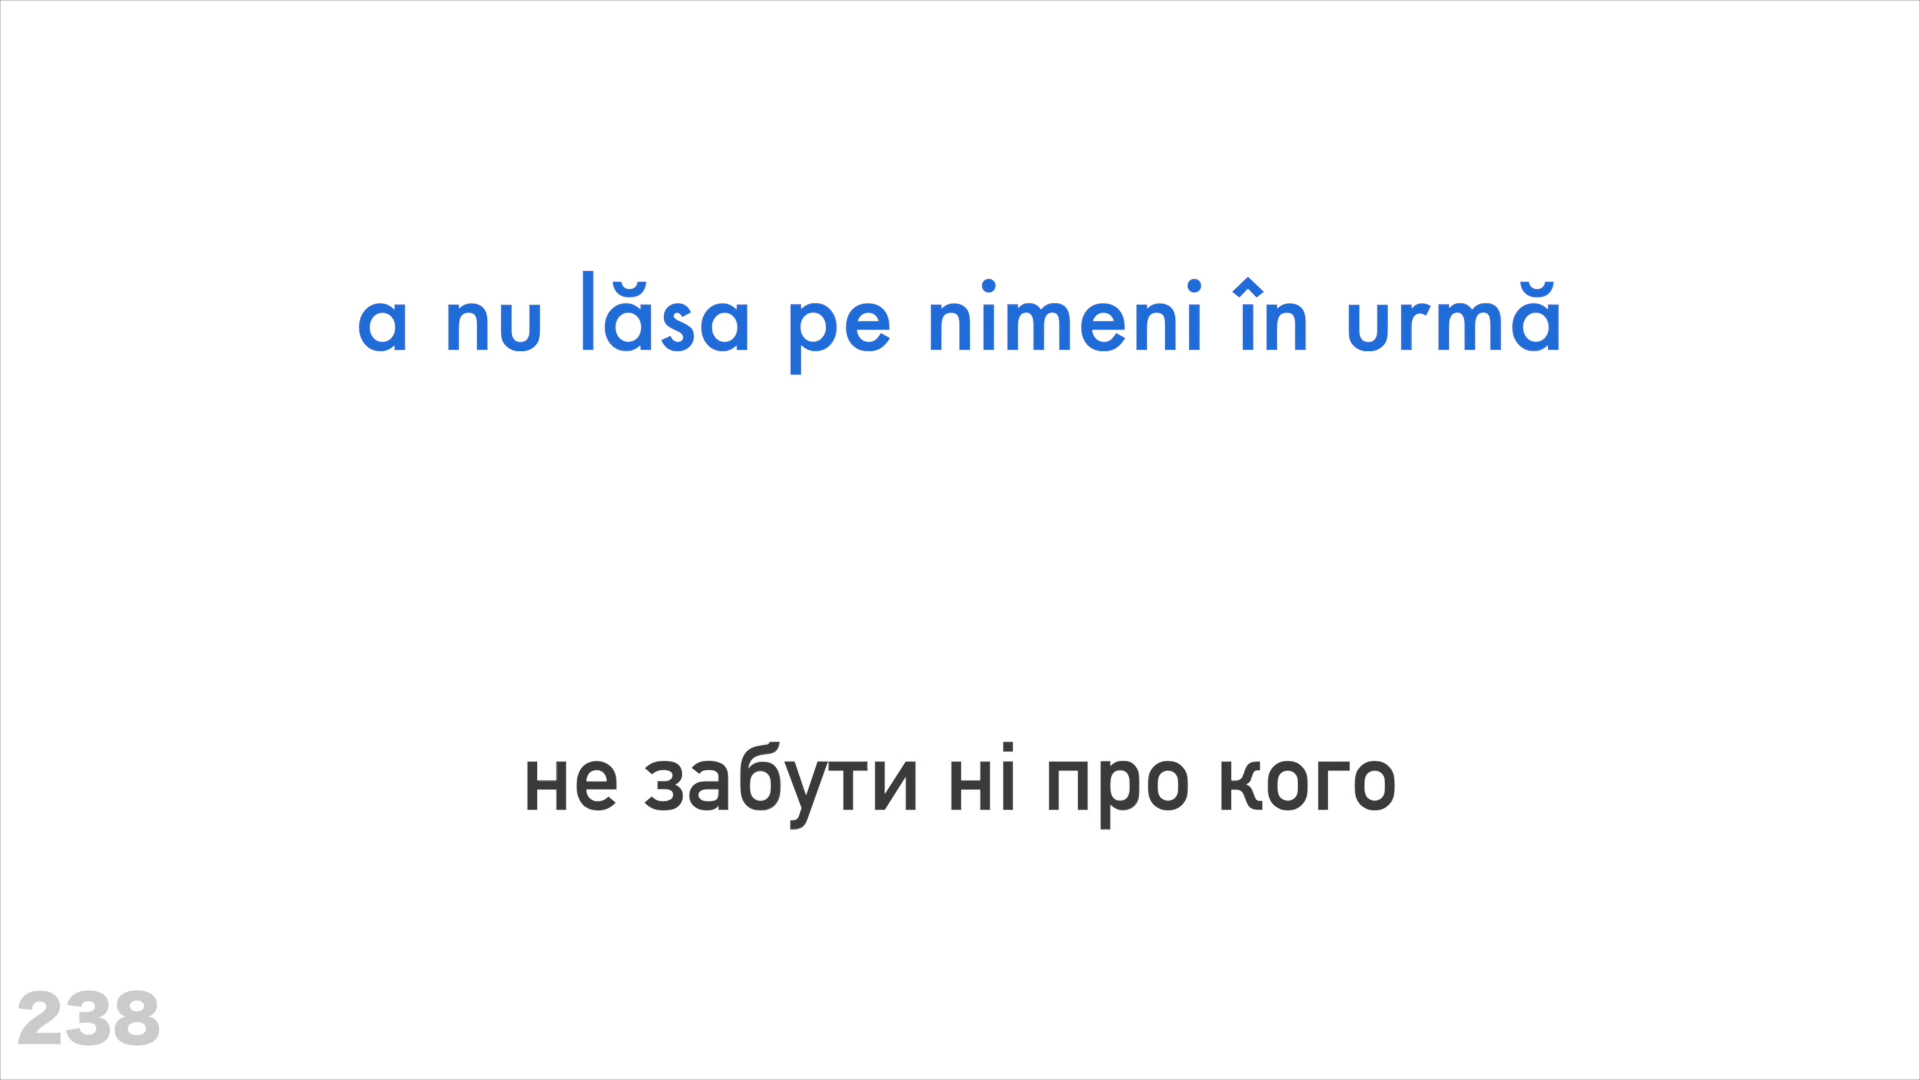 a nu lăsa pe nimeni în urmă
не забути ні про кого
238